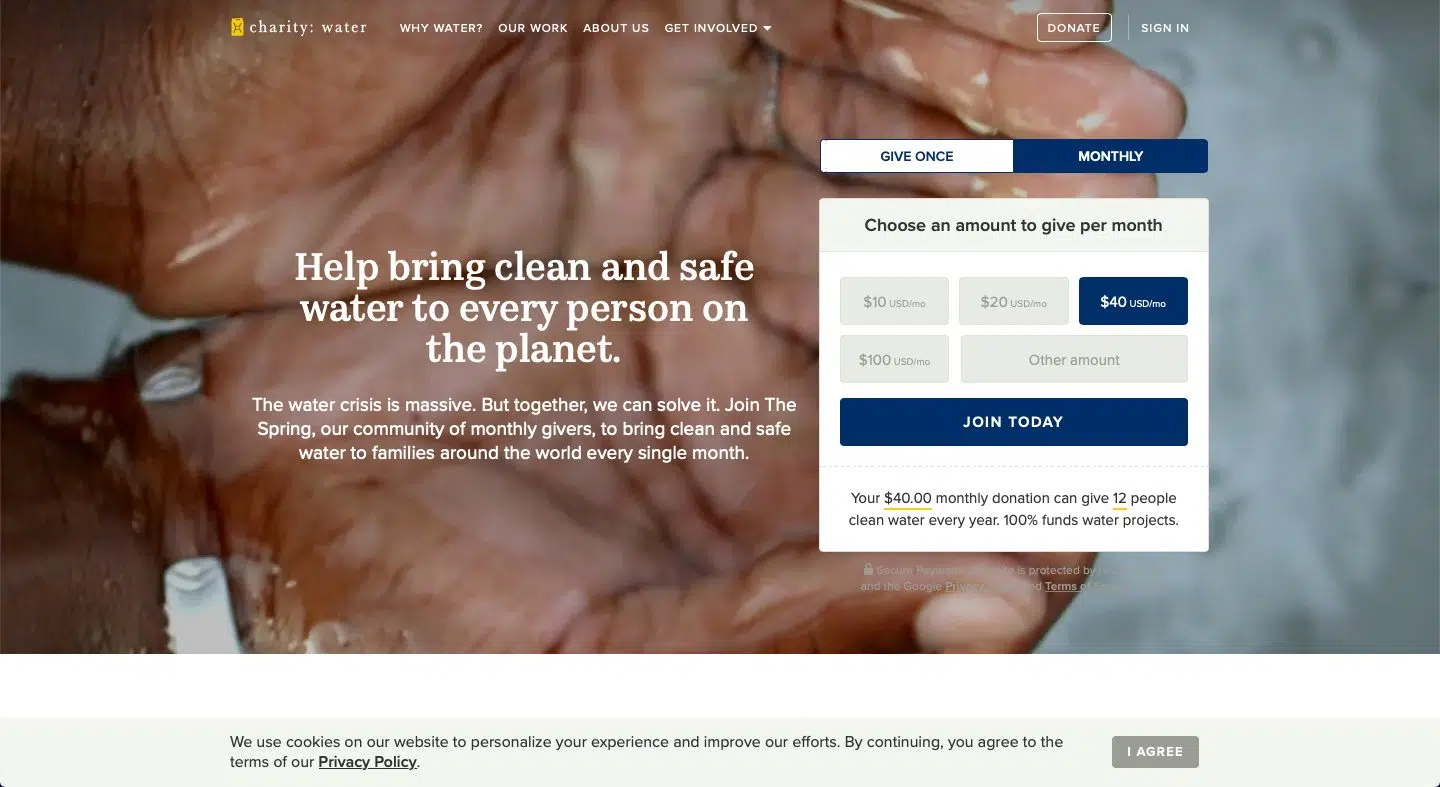 charity: water
WHY WATER? OUR WORK ABOUT US GET INVOLVED
DONATE SIGN IN
Help bring clean and safe
water to every person on
the planet.
The water crisis is massive. But together, we can solve it. Join The
Spring, our community of monthly givers, to bring clean and safe
water to families around the world every single month.
GIVE ONCE MONTHLY
Choose an amount to give per month
$10 USD/mo $20 USD/mo $40 USD/mo
$100 USD/mo Other amount
JOIN TODAY
Your $40.00 monthly donation can give 12 people
clean water every year. 100% funds water projects.
Secure is protected by
and the Google Privacy Terms of
We use cookies on our website to personalize your experience and improve our efforts. By continuing, you agree to the
terms of our Privacy Policy.
I AGREE